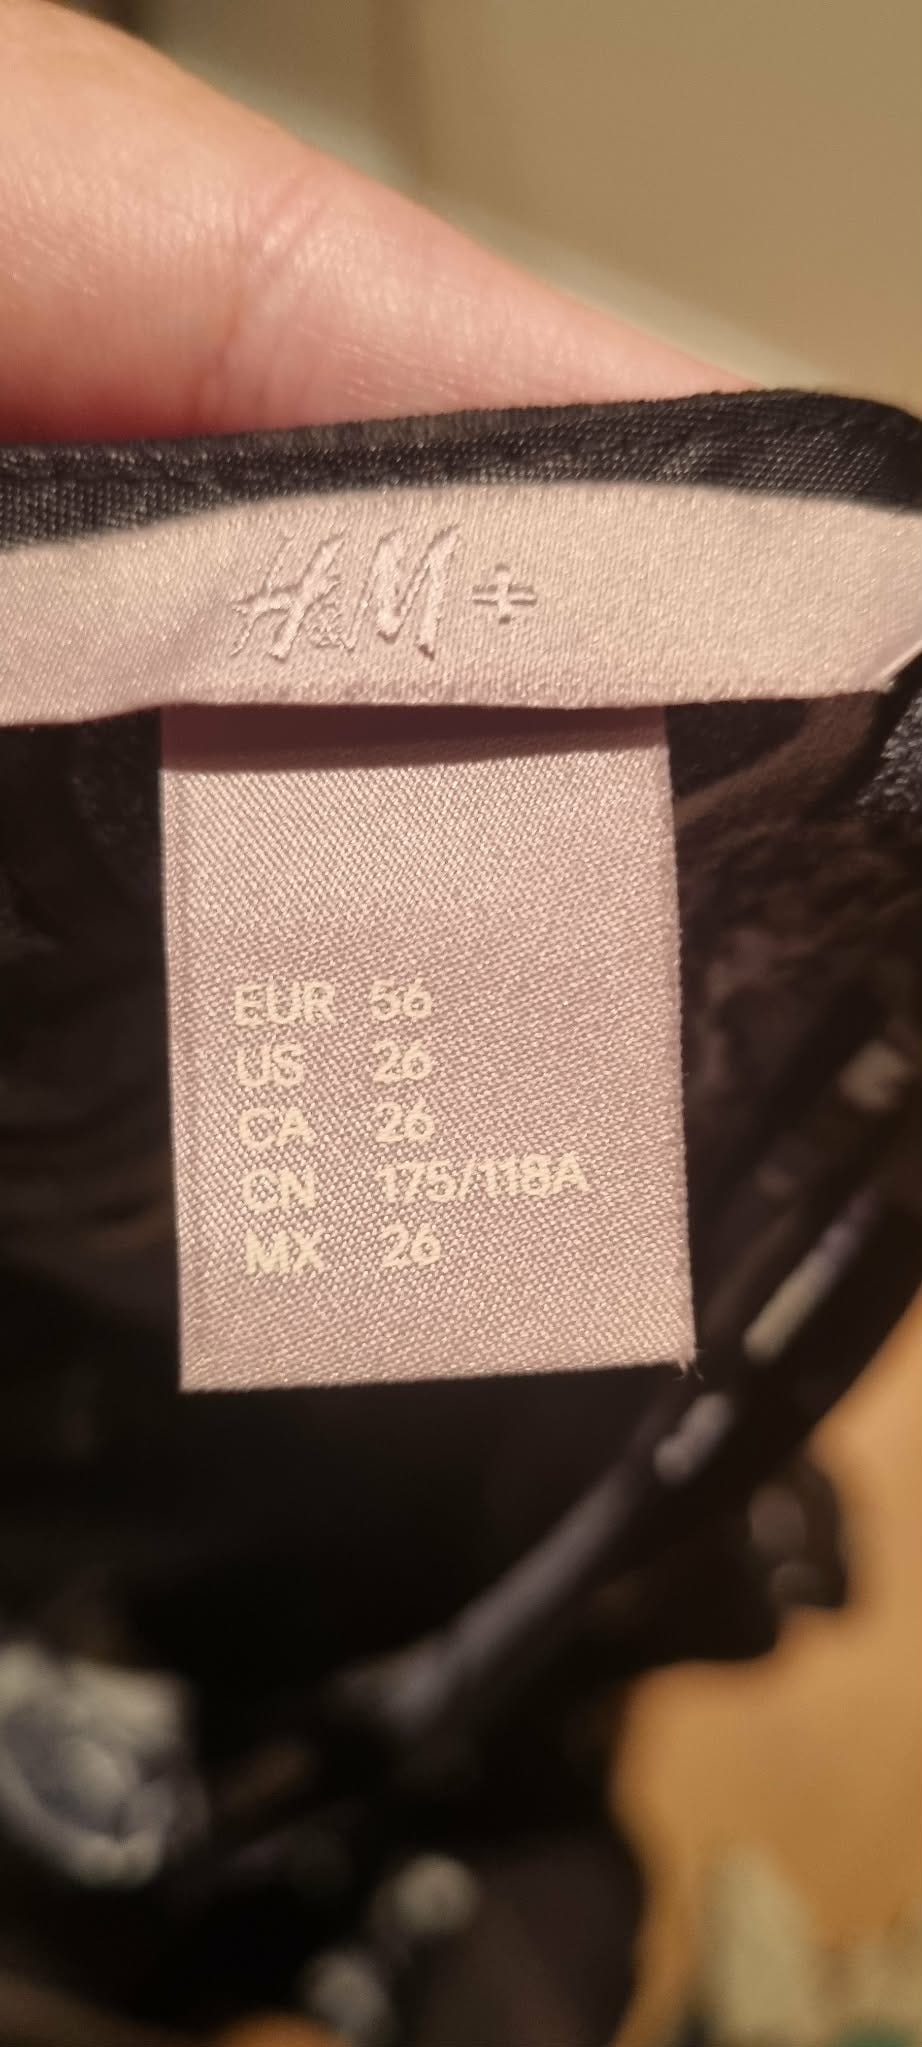 H&M+
EUR 56
US 26
CA 26
CN 175/118A
MX 26